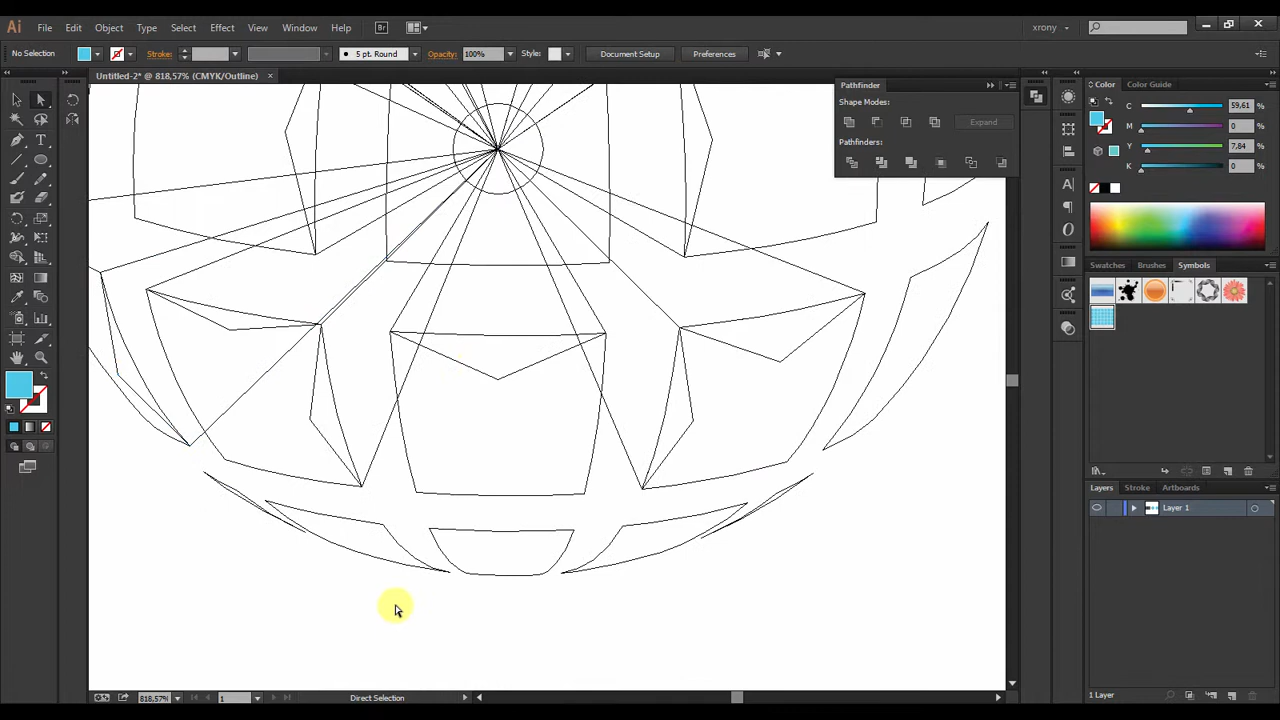 Ai File Edit Object Type Select Effect View Window Help Br xrony
No Selection Stroke: 5 pt. Round Opacity: 100% Style: Document Setup Preferences
Untitled-2* @ 818,57% (CMYK/Outline) ×
Pathfinder
Shape Modes:
Expand
Pathfinders:
Color Color Guide
C 59,61
M 0
Y 7,84
K 0
Swatches Brushes Symbols
Layers Stroke Artboards
Layer 1
1 Layer
818,57% 1 Direct Selection